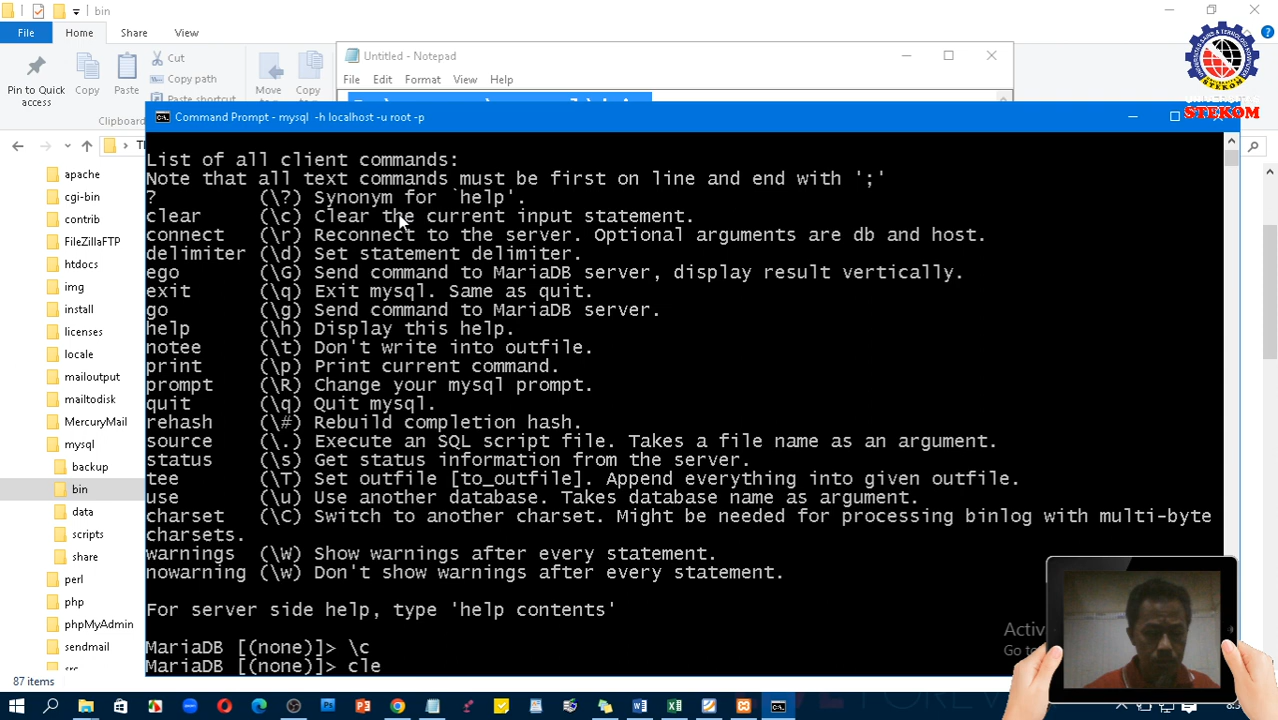 bin
File
Home
Share
View
Pin to Quick
access
Copy
Paste
Cut
Copy path
Paste shortcut
Move
Copy
to
Clipboard
Untitled - Notepad
File Edit Format View Help
STEKOM
Command Prompt - mysql -h localhost -u root -p
apache
cgi-bin
contrib
FileZillaFTP
htdocs
img
install
licenses
locale
mailoutput
mailtodisk
MercuryMail
mysql
backup
bin
data
scripts
share
perl
php
phpMyAdmin
sendmail
src
87 items
List of all client commands:
Note that all text commands must be first on line and end with ';'
? (\?) Synonym for `help'.
clear (\c) Clear the current input statement.
connect (\r) Reconnect to the server. Optional arguments are db and host.
delimiter (\d) Set statement delimiter.
ego (\G) Send command to MariaDB server, display result vertically.
exit (\q) Exit mysql. Same as quit.
go (\g) Send command to MariaDB server.
help (\h) Display this help.
notee (\t) Don't write into outfile.
print (\p) Print current command.
prompt (\R) Change your mysql prompt.
quit (\q) Quit mysql.
rehash (\#) Rebuild completion hash.
source (\.) Execute an SQL script file. Takes a file name as an argument.
status (\s) Get status information from the server.
tee (\T) Set outfile [to_outfile]. Append everything into given outfile.
use (\u) Use another database. Takes database name as argument.
charset (\C) Switch to another charset. Might be needed for processing binlog with multi-byte
charsets.
warnings (\W) Show warnings after every statement.
nowarning (\w) Don't show warnings after every statement.
For server side help, type 'help contents'
MariaDB [(none)]> \c
MariaDB [(none)]> cle
Activ
Go to